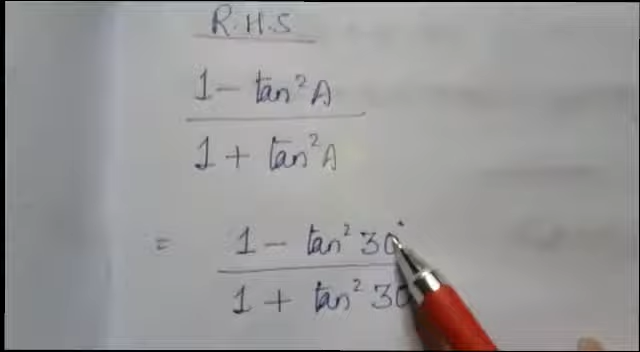 R.H.S
1 - tan²A
1 + tan²A
= 1 - tan² 30°
1 + tan² 30